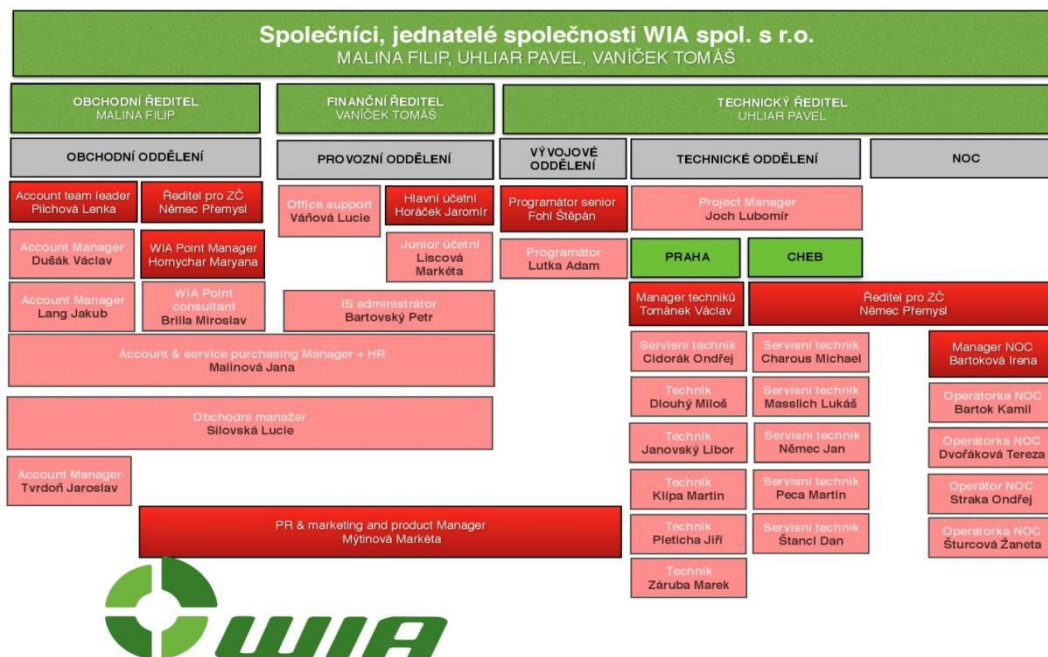 Společníci, jednatelé společnosti WIA spol. s r.o.
MALINA FILIP, UHLIAR PAVEL, VANÍČEK TOMÁŠ
OBCHODNÍ ŘEDITEL
MALINA FILIP
FINANČNÍ ŘEDITEL
VANÍČEK TOMÁŠ
TECHNICKÝ ŘEDITEL
UHLIAR PAVEL
OBCHODNÍ ODDĚLENÍ
PROVOZNÍ ODDĚLENÍ
VÝVOJOVÉ
ODDĚLENÍ
TECHNICKÉ ODDĚLENÍ
NOC
Account team leader
Pilchová Lenka
Ředitel pro ZČ
Němec Přemysl
Office support
Váňová Lucie
Hlavní účetní
Horáček Jaromír
Programátor senior
Fohl Štěpán
Project Manager
Joch Lubomír
Account Manager
Dušák Václav
WIA Point Manager
Hornychar Maryana
Junior účetní
Liscová
Markéta
Programátor
Lutka Adam
PRAHA
CHEB
Account Manager
Lang Jakub
WIA Point
consultant
Brilla Miroslav
IS administrátor
Bartovský Petr
Manager techniků
Tománek Václav
Ředitel pro ZČ
Němec Přemysl
Account & service purchasing Manager + HR
Malinová Jana
Servisní technik
Cidorák Ondřej
Servisní technik
Charous Michael
Manager NOC
Bartoková Irena
Obchodní manažer
Silovská Lucie
Technik
Dlouhý Miloš
Servisní technik
Masslich Lukáš
Operátorka NOC
Bartok Kamil
Technik
Janovský Libor
Servisní technik
Němec Jan
Operátorka NOC
Dvořáková Tereza
Account Manager
Tvrdoň Jaroslav
Technik
Klípa Martin
Servisní technik
Peca Martin
Operátor NOC
Straka Ondřej
PR & marketing and product Manager
Mýtinová Markéta
Technik
Pleticha Jiří
Servisní technik
Štancl Dan
Operátorka NOC
Šturcová Žaneta
Technik
Záruba Marek
WIA